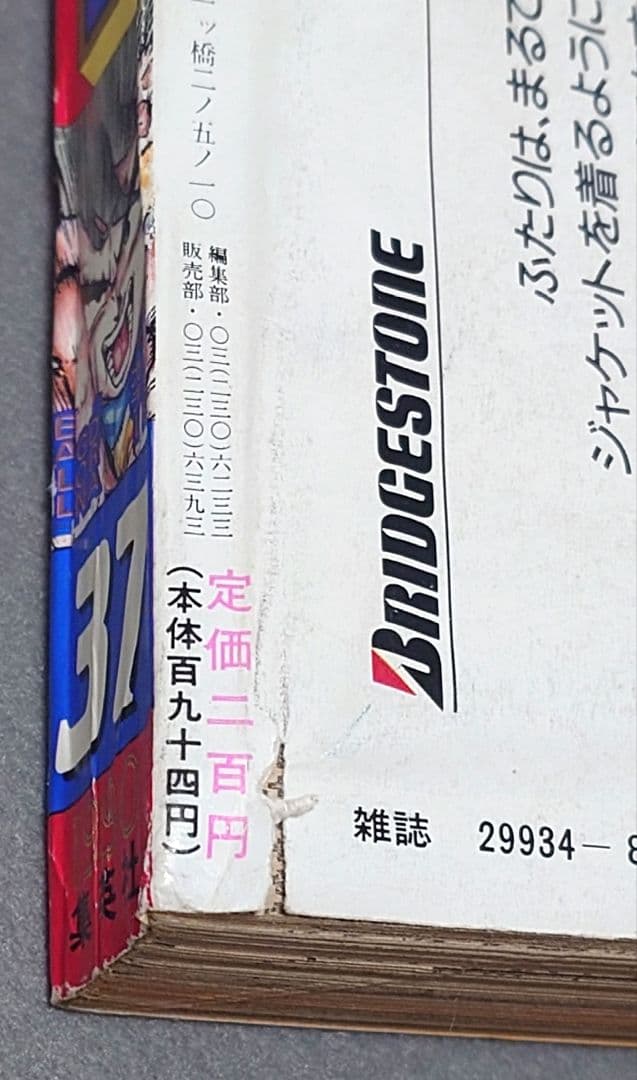 ふたりは、まるで
ジャケットを着るように
BRIDGESTONE
一ツ橋二ノ五ノ一〇
編集部・〇三(二三〇)六二三三
販売部・〇三(二三〇)六三九三
定価二百円
(本体百九十四円)
雑誌 29934-8
37
集英社